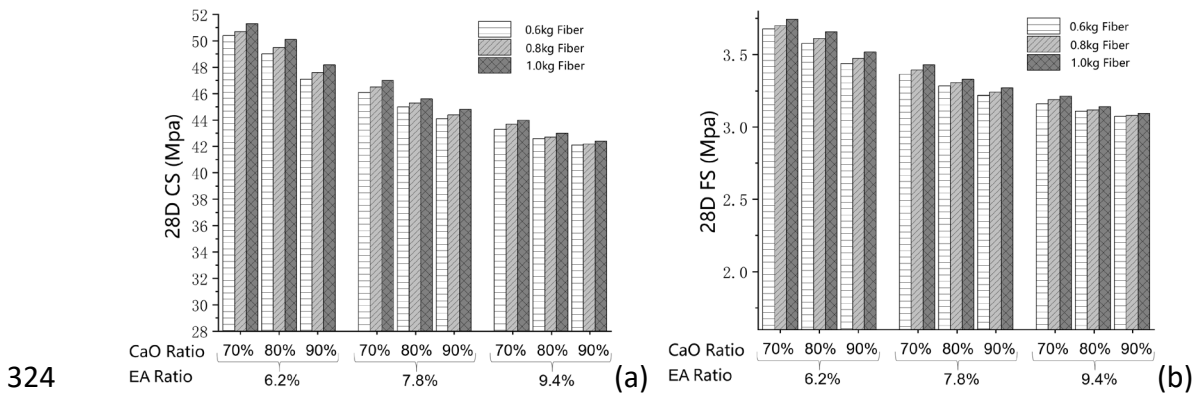 52
50
48
46
44
42
40
38
36
34
32
30
28
28D CS (Mpa)
0.6kg Fiber
0.8kg Fiber
1.0kg Fiber
CaO Ratio 70% 80% 90% 70% 80% 90% 70% 80% 90%
EA Ratio 6.2% 7.8% 9.4%
324
(a)
3.5
3.0
2.5
2.0
28D FS (Mpa)
0.6kg Fiber
0.8kg Fiber
1.0kg Fiber
CaO Ratio 70% 80% 90% 70% 80% 90% 70% 80% 90%
EA Ratio 6.2% 7.8% 9.4%
(b)